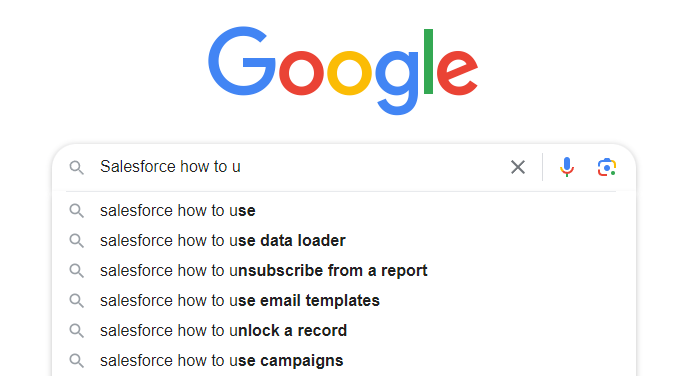 Google
Salesforce how to u
salesforce how to use
salesforce how to use data loader
salesforce how to unsubscribe from a report
salesforce how to use email templates
salesforce how to unlock a record
salesforce how to use campaigns